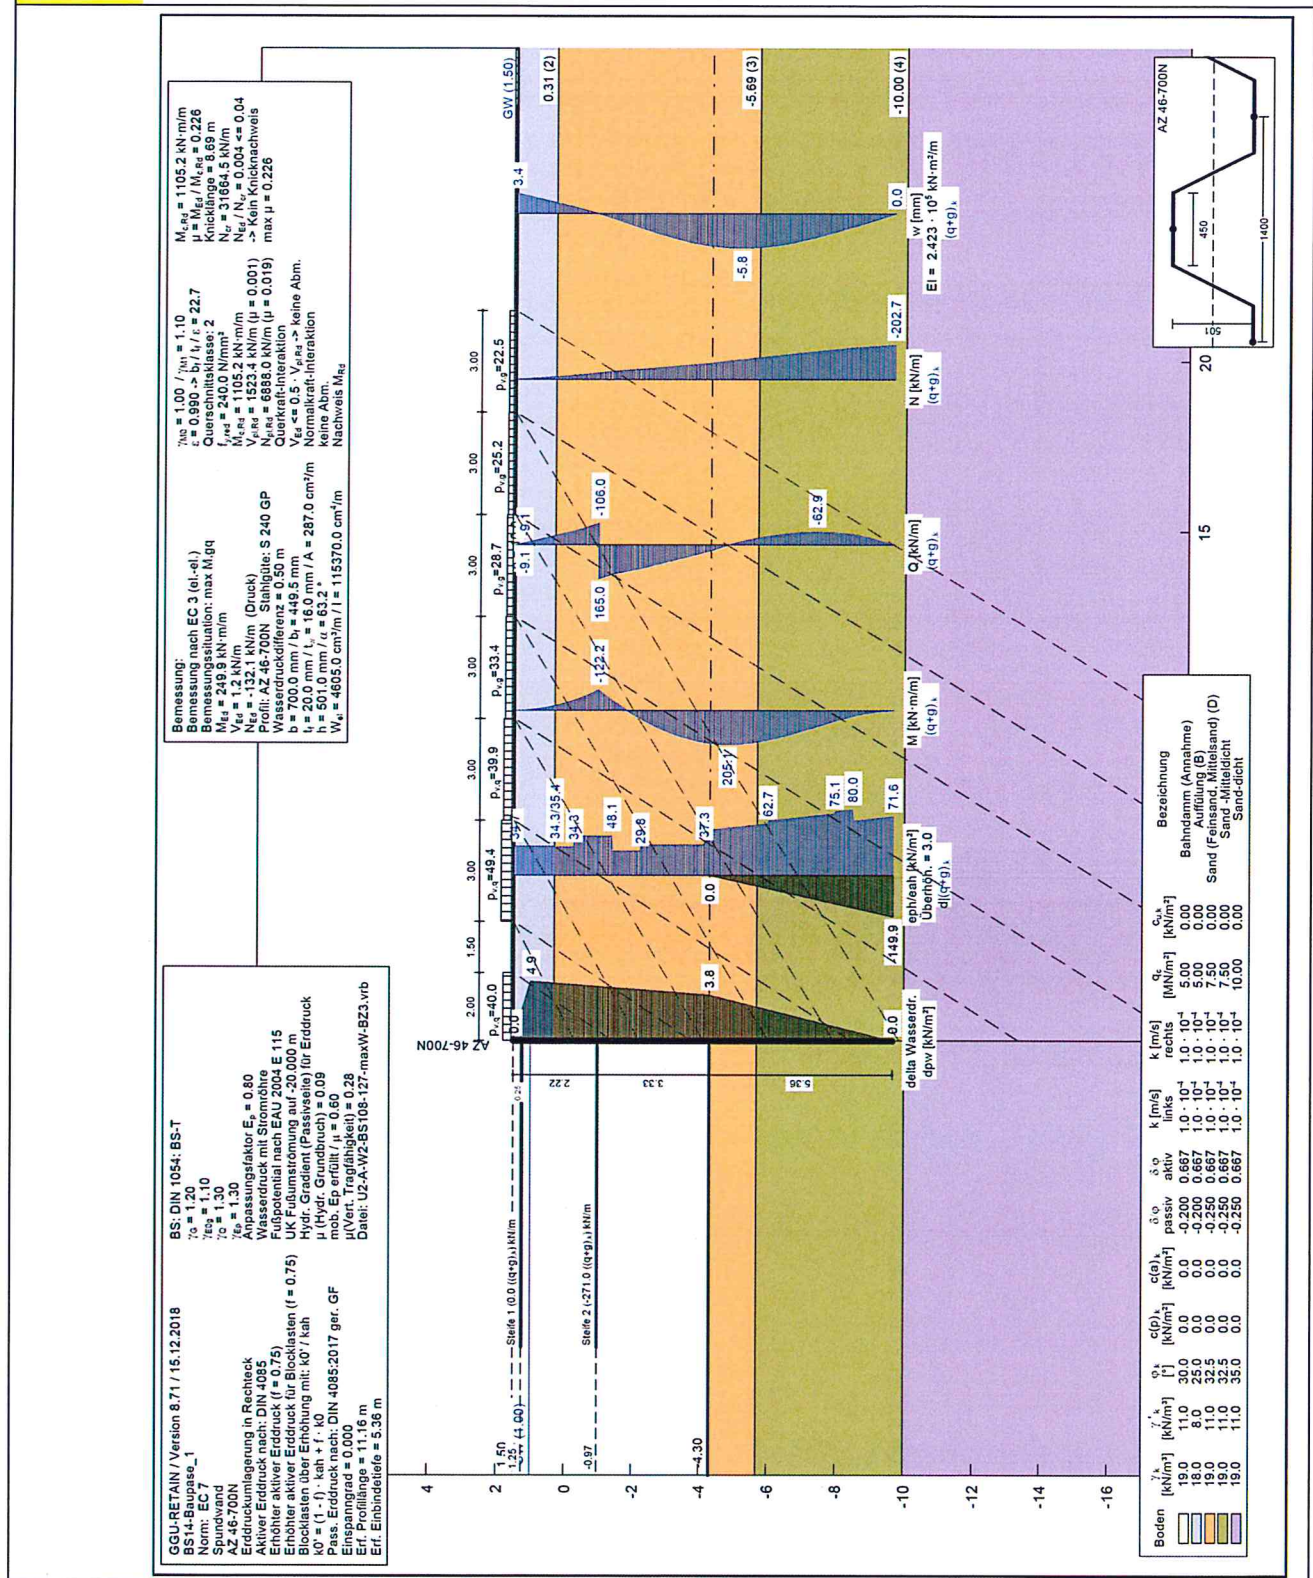 GGU-RETAIN / Version 8.71 / 15.12.2018
BS14-Baupase_1
Norm: EC 7
Spundwand
AZ 46-700N
Erddruckumlagerung in Rechteck
Aktiver Erddruck nach: DIN 4085
Erhöhter aktiver Erddruck (f = 0.75)
Erhöhter aktiver Erddruck für Blocklasten (f = 0.75)
Blocklasten über Erhöhung mit: k0' / kah
k0' = (1 - f) · kah + f · k0
Pass. Erddruck nach: DIN 4085:2017 ger. GF
Einspanngrad = 0.000
Erf. Profillänge = 11.16 m
Erf. Einbindetiefe = 5.36 m
BS: DIN 1054: BS-T
γG = 1.20
γE0g = 1.10
γQ = 1.30
γEp = 1.30
Anpassungsfaktor Ep = 0.80
Wasserdruck mit Stromröhre
Fußpotential nach EAU 2004 E 115
UK Fußumströmung auf -20.000 m
Hydr. Gradient (Passivseite) für Erddruck
μ (Hydr. Grundbruch) = 0.09
mob. Ep erfüllt / μ = 0.60
μ(Vert. Tragfähigkeit) = 0.28
Datei: U2-A-W2-BS108-127-maxW-BZ3.vrb
Bemessung:
Bemessung nach EC 3 (el.-el.)
Bemessungssituation: max M,gq
MEd = 249.9 kN·m/m
VEd = 1.2 kN/m
NEd = -132.1 kN/m (Druck)
Profil: AZ 46-700N Stahlgüte: S 240 GP
Wasserdruckdifferenz = 0.50 m
b = 700.0 mm / bf = 449.5 mm
tf = 20.0 mm / tw = 16.0 mm / A = 287.0 cm²/m
h = 501.0 mm / α = 63.2 °
Wel = 4605.0 cm³/m / I = 115370.0 cm⁴/m
γM0 = 1.00 / γM1 = 1.10
ε = 0.990 -> bf / tf / ε = 22.7
Querschnittsklasse: 2
fy,red = 240.0 N/mm²
Mc,Rd = 1105.2 kN·m/m
Vpl,Rd = 1523.4 kN/m (μ = 0.001)
Npl,Rd = 6888.0 kN/m (μ = 0.019)
Querkraft-Interaktion
VEd <= 0.5 · Vpl,Rd -> keine Abm.
Normalkraft-Interaktion
keine Abm.
Nachweis MRd
Mc,Rd = 1105.2 kN·m/m
μ = MEd / Mc,Rd = 0.226
Knicklänge = 8.69 m
Ncr = 31664.5 kN/m
NEd / Ncr = 0.004 <= 0.04
-> Kein Knicknachweis
max μ = 0.226
2.00 1.50 3.00 3.00 3.00 3.00 3.00 3.00
pv,g=40.0 pv,g=49.4 pv,g=39.9 pv,g=33.4 pv,g=28.7 pv,g=25.2 pv,g=22.5
AZ 46-700N
GW (1.50)
1.50
1.25
GW (1.00)
-0.97
-4.30
Steife 1 (0.0 ((q+g)k) kN/m
Steife 2 (-271.0 ((q+g)k) kN/m
0.25
2.22
3.33
5.36
0.31 (2)
-5.69 (3)
-10.00 (4)
0.0
4.9
3.8
0.0
delta Wasserdr.
dpw [kN/m²]
34.3/35.4
34.3
48.1
29.8
37.3
62.7
75.1
80.0
71.6
0.0
149.9
eph/eah [kN/m²]
Überhöh. = 3.0
d|(q+g)k
-122.2
205.1
M [kN·m/m]
(q+g)k
-9.1
-9.1
-106.0
165.0
-62.9
(q+g)k
-202.7
N [kN/m]
(q+g)k
3.4
-5.8
0.0
w [mm]
EI = 2.423 · 10⁵ kN·m²/m
(q+g)k
4
2
0
-2
-4
-6
-8
-10
-12
-14
-16
15
20
AZ 46-700N
450
501
1400
Boden γk [kN/m³] γ'k [kN/m³] φk [°] c(p)k [kN/m²] c(a)k [kN/m²] δ/φ passiv δ/φ aktiv k [m/s] links k [m/s] rechts qc [MN/m²] cu,k [kN/m²] Bezeichnung
19.0 11.0 30.0 0.0 0.0 -0.200 0.667 1.0 · 10⁻⁴ 1.0 · 10⁻⁴ 5.00 0.00 Bahndamm (Annahme)
18.0 8.0 25.0 0.0 0.0 -0.200 0.667 1.0 · 10⁻⁴ 1.0 · 10⁻⁴ 5.00 0.00 Auffüllung (B)
19.0 11.0 32.5 0.0 0.0 -0.250 0.667 1.0 · 10⁻⁴ 1.0 · 10⁻⁴ 7.50 0.00 Sand (Feinsand, Mittelsand) (D)
19.0 11.0 32.5 0.0 0.0 -0.250 0.667 1.0 · 10⁻⁴ 1.0 · 10⁻⁴ 7.50 0.00 Sand -Mitteldicht
19.0 11.0 35.0 0.0 0.0 -0.250 0.667 1.0 · 10⁻⁴ 1.0 · 10⁻⁴ 10.00 0.00 Sand-dicht